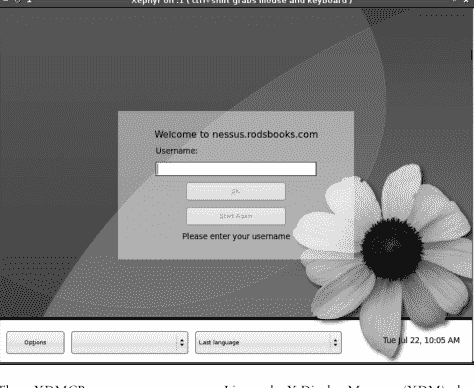 Xephyr on :1 (ctrl+shift grabs mouse and keyboard)
Welcome to nessus.rodsbooks.com
Username:
OK
Start Again
Please enter your username
Options
Last language
Tue Jul 22, 10:05 AM